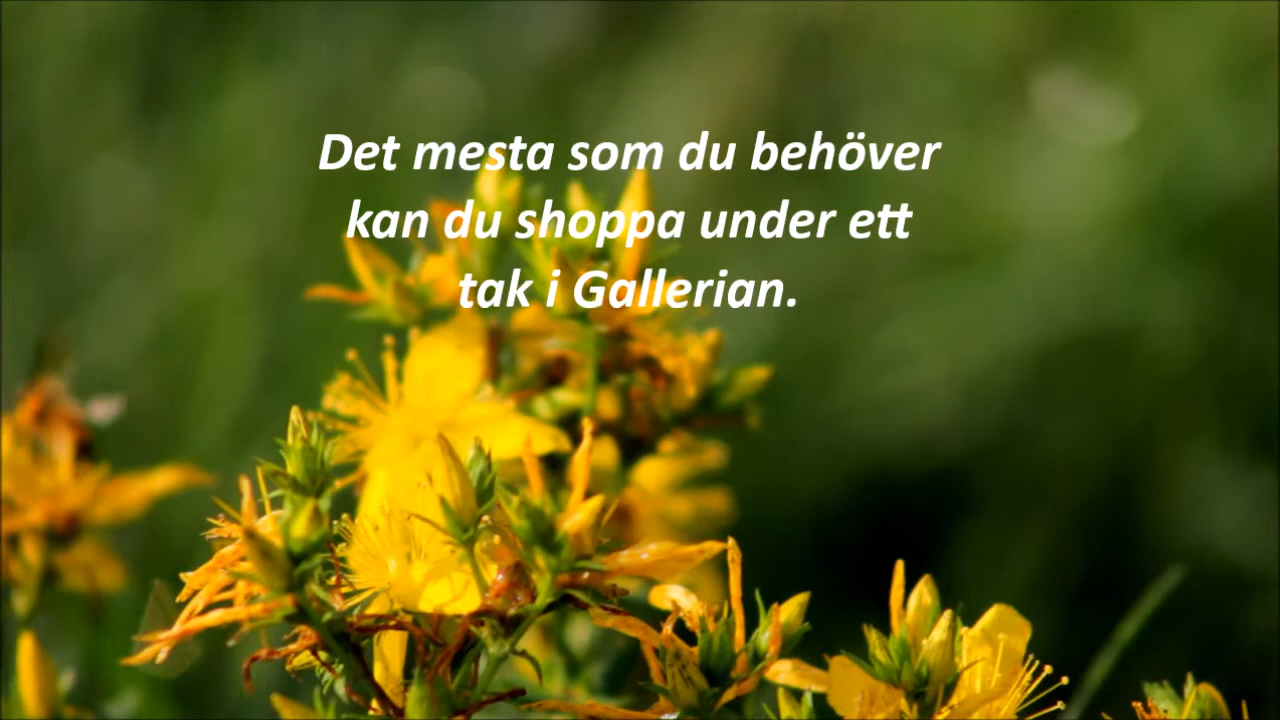 Det mesta som du behöver
kan du shoppa under ett
tak i Gallerian.